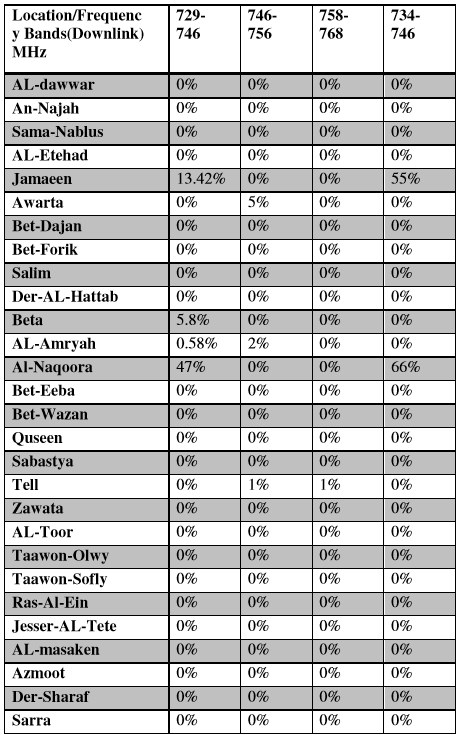 Location/Frequenc 729- 746- 758- 734-
y Bands(Downlink) 746 756 768 746
MHz
AL-dawwar 0% 0% 0% 0%
An-Najah 0% 0% 0% 0%
Sama-Nablus 0% 0% 0% 0%
AL-Etehad 0% 0% 0% 0%
Jamaeen 13.42% 0% 0% 55%
Awarta 0% 5% 0% 0%
Bet-Dajan 0% 0% 0% 0%
Bet-Forik 0% 0% 0% 0%
Salim 0% 0% 0% 0%
Der-AL-Hattab 0% 0% 0% 0%
Beta 5.8% 0% 0% 0%
AL-Amryah 0.58% 2% 0% 0%
Al-Naqoora 47% 0% 0% 66%
Bet-Eeba 0% 0% 0% 0%
Bet-Wazan 0% 0% 0% 0%
Quseen 0% 0% 0% 0%
Sabastya 0% 0% 0% 0%
Tell 0% 1% 1% 0%
Zawata 0% 0% 0% 0%
AL-Toor 0% 0% 0% 0%
Taawon-Olwy 0% 0% 0% 0%
Taawon-Sofly 0% 0% 0% 0%
Ras-Al-Ein 0% 0% 0% 0%
Jesser-AL-Tete 0% 0% 0% 0%
AL-masaken 0% 0% 0% 0%
Azmoot 0% 0% 0% 0%
Der-Sharaf 0% 0% 0% 0%
Sarra 0% 0% 0% 0%